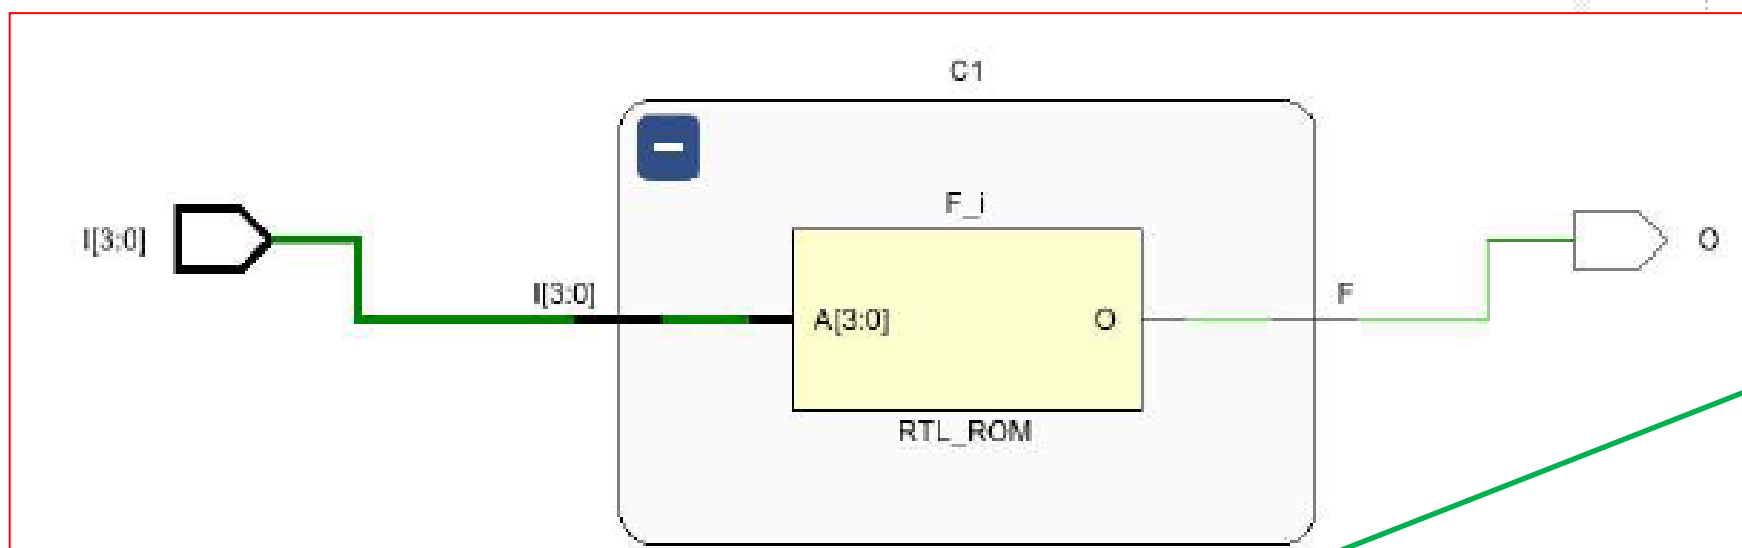 C1
F_i
I[3:0]
O
I[3:0]
F
A[3:0]
O
RTL_ROM